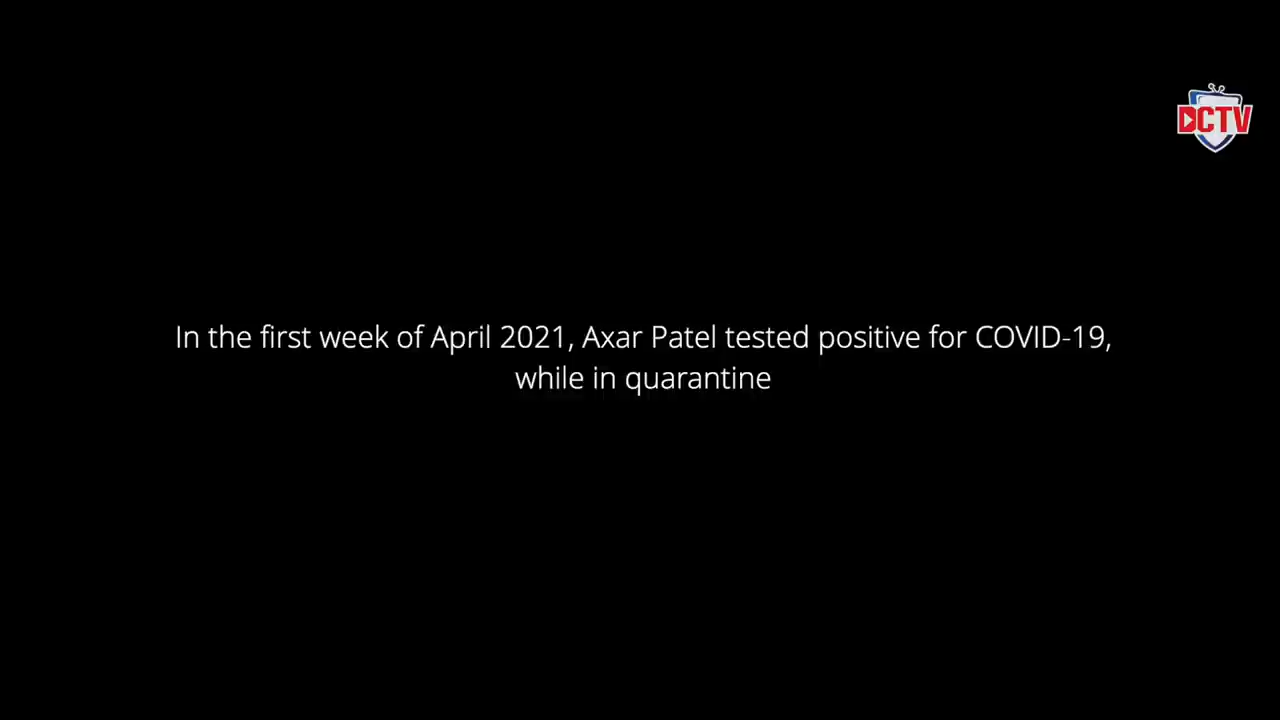 DCTV
In the first week of April 2021, Axar Patel tested positive for COVID-19,
while in quarantine